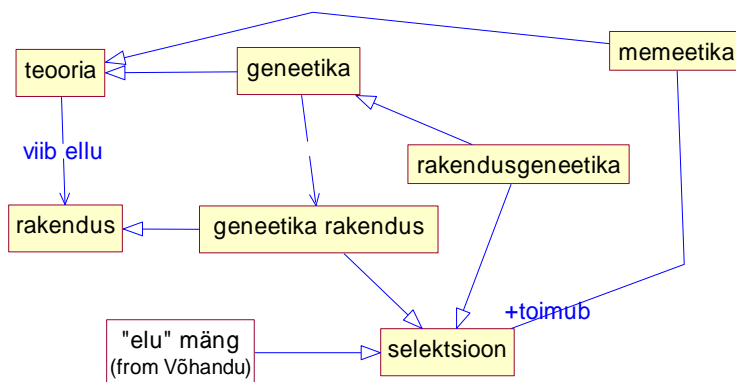 memeetika
teooria
geneetika
viib ellu
rakendusgeneetika
rakendus
geneetika rakendus
+toimub
"elu" mäng
(from Võhandu)
selektsioon